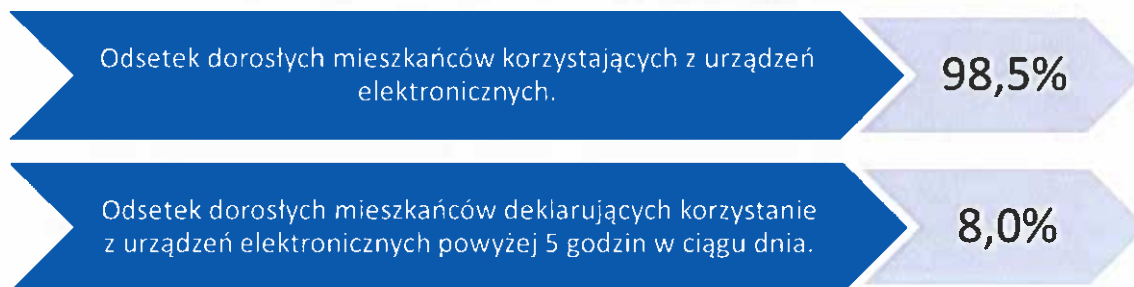 Odsetek dorosłych mieszkańców korzystających z urządzeń
elektronicznych.
98,5%
Odsetek dorosłych mieszkańców deklarujących korzystanie
z urządzeń elektronicznych powyżej 5 godzin w ciągu dnia.
8,0%